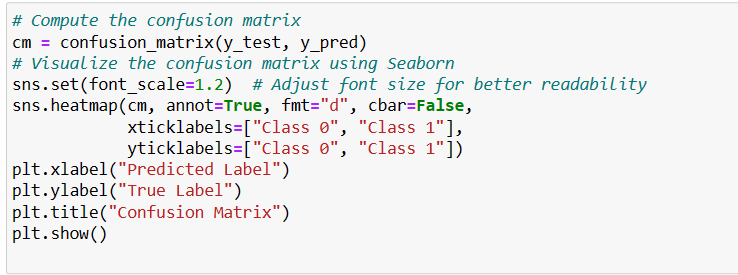 # Compute the confusion matrix
cm = confusion_matrix(y_test, y_pred)
# Visualize the confusion matrix using Seaborn
sns.set(font_scale=1.2)  # Adjust font size for better readability
sns.heatmap(cm, annot=True, fmt="d", cbar=False,
            xticklabels=["Class 0", "Class 1"],
            yticklabels=["Class 0", "Class 1"])
plt.xlabel("Predicted Label")
plt.ylabel("True Label")
plt.title("Confusion Matrix")
plt.show()